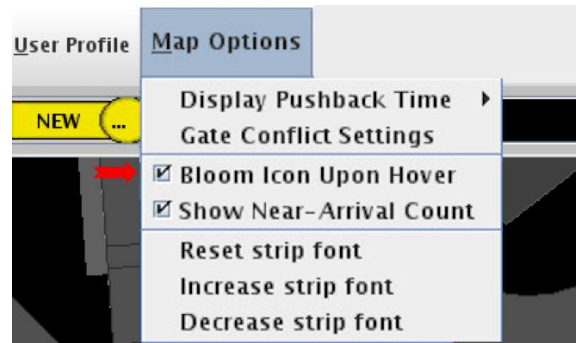 User Profile
Map Options
NEW
...
Display Pushback Time
Gate Conflict Settings
Bloom Icon Upon Hover
Show Near-Arrival Count
Reset strip font
Increase strip font
Decrease strip font